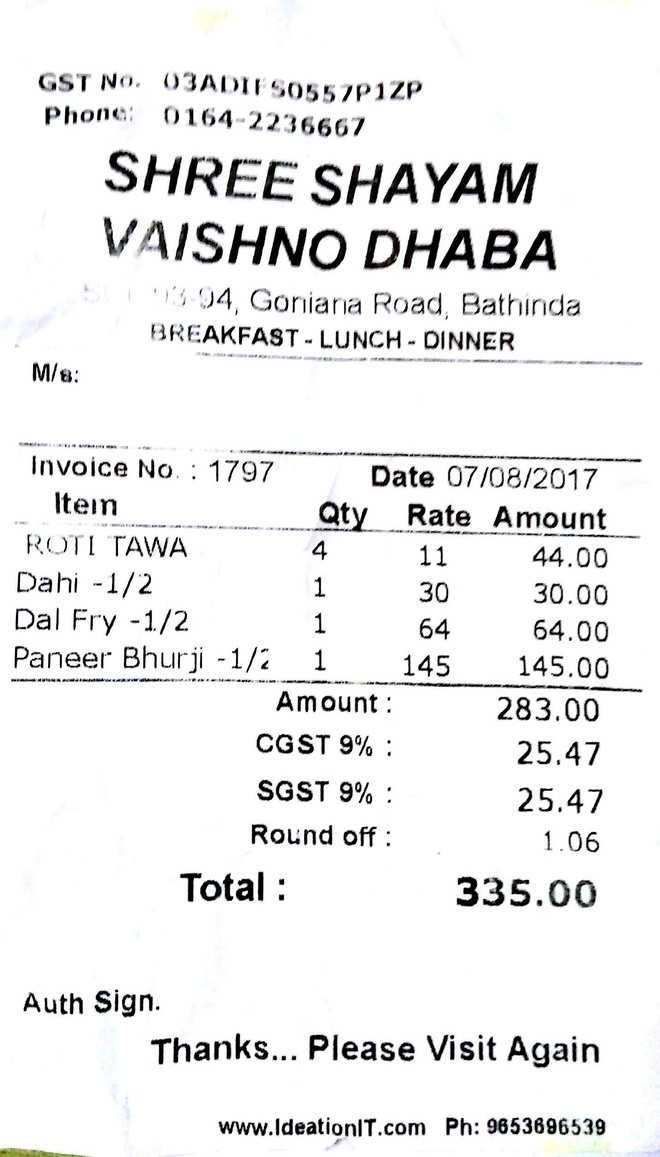 GST No. 03ADIFS0557P1ZP
Phone: 0164-2236667
SHREE SHAYAM
VAISHNO DHABA
93-94, Goniana Road, Bathinda
BREAKFAST - LUNCH - DINNER
M/s:
Invoice No. : 1797 Date 07/08/2017
Item Qty Rate Amount
ROTI TAWA 4 11 44.00
Dahi -1/2 1 30 30.00
Dal Fry -1/2 1 64 64.00
Paneer Bhurji -1/2 1 145 145.00
Amount : 283.00
CGST 9% : 25.47
SGST 9% : 25.47
Round off : 1.06
Total : 335.00
Auth Sign.
Thanks... Please Visit Again
www.IdeationIT.com Ph: 9653696539